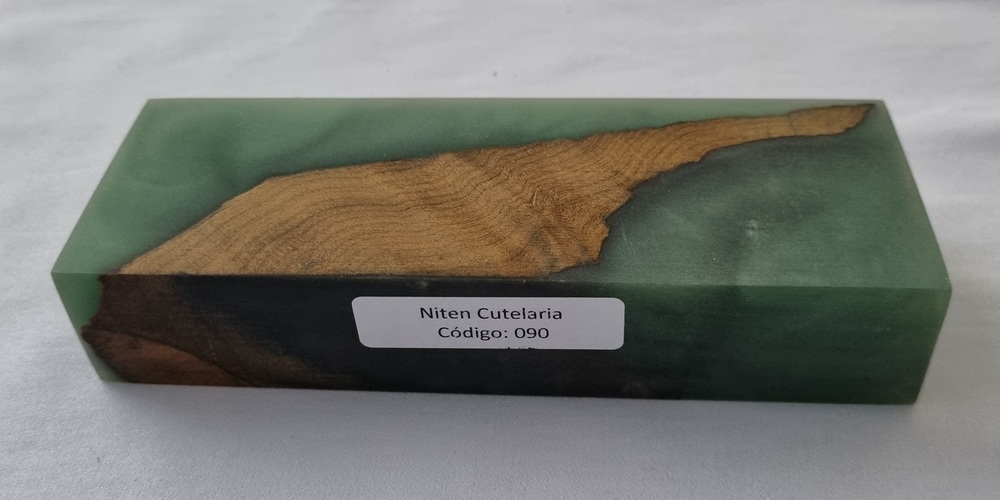 Niten Cutelaria
Código: 090